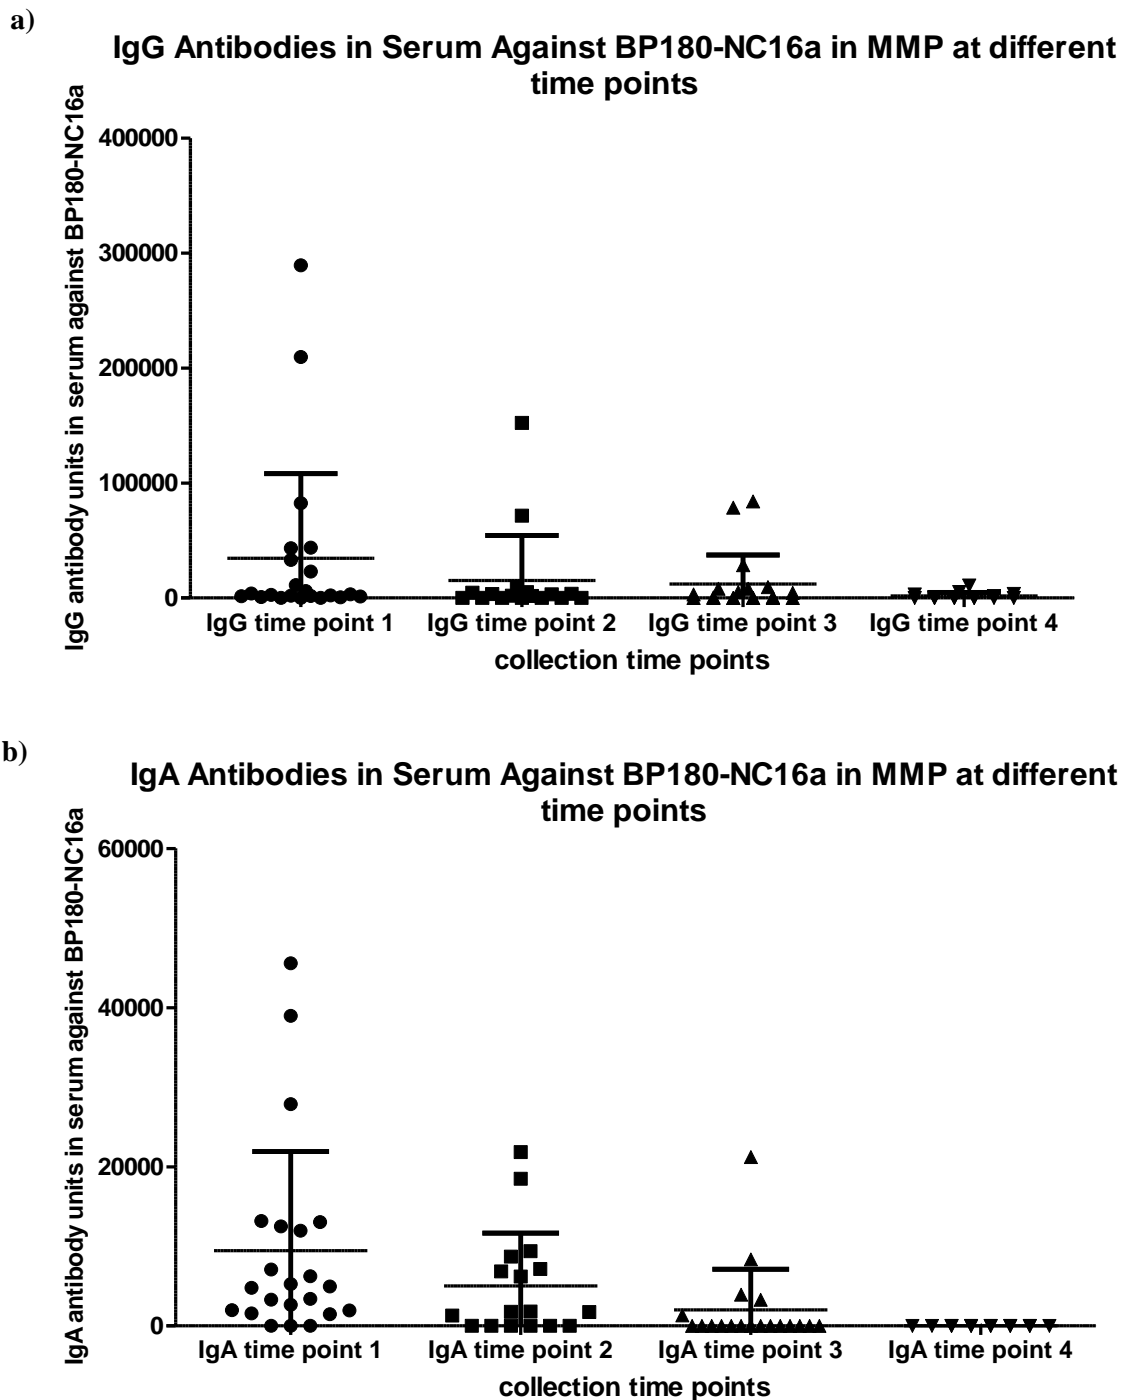 a)
IgG Antibodies in Serum Against BP180-NC16a in MMP at different
time points
IgG antibody units in serum against BP180-NC16a
400000
300000
200000
100000
0
IgG time point 1 IgG time point 2 IgG time point 3 IgG time point 4
collection time points
b)
IgA Antibodies in Serum Against BP180-NC16a in MMP at different
time points
IgA antibody units in serum against BP180-NC16a
60000
40000
20000
0
IgA time point 1 IgA time point 2 IgA time point 3 IgA time point 4
collection time points